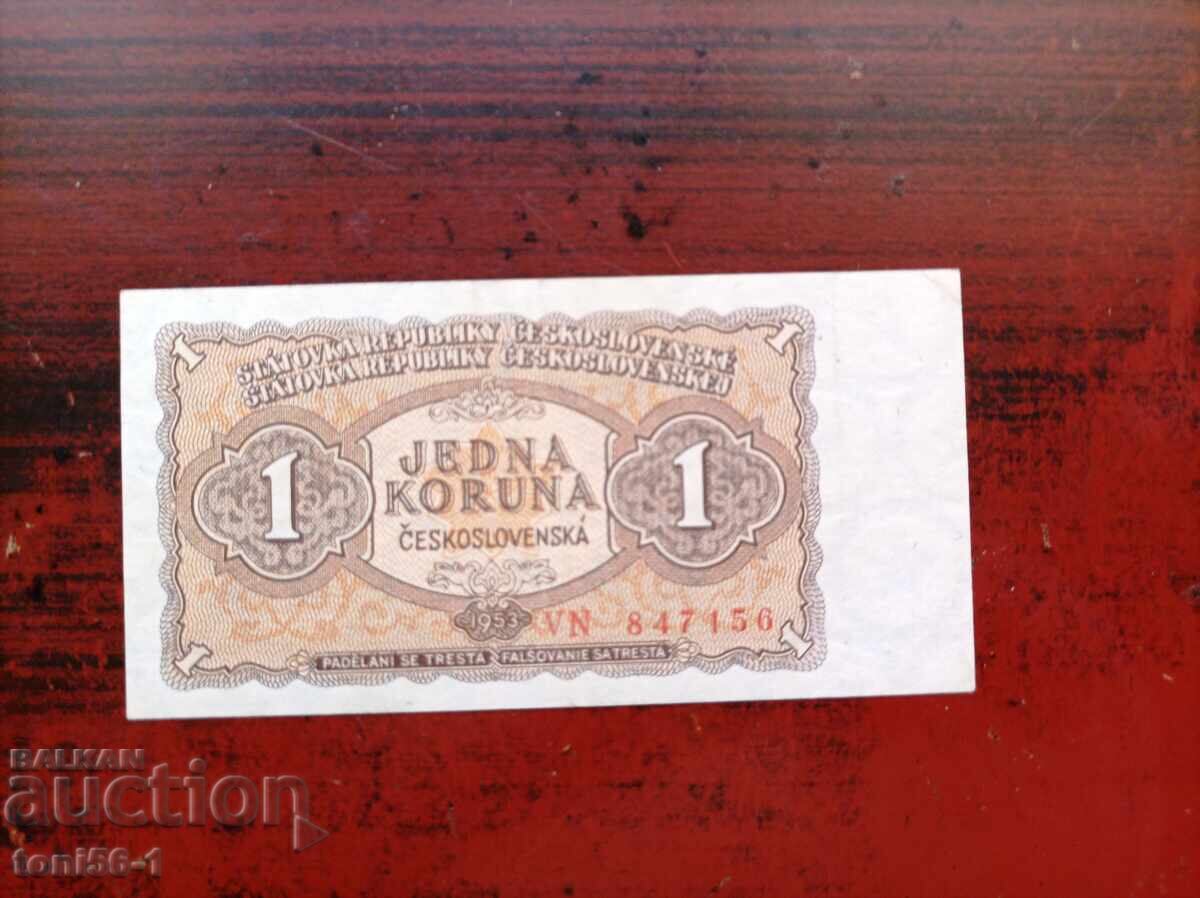 1 1
STÁTOVKA REPUBLIKY ČESKOSLOVENSKÉ
ŠTÁTOVKA REPUBLIKY ČESKOSLOVENSKEJ
1 JEDNA 1
KORUNA
ČESKOSLOVENSKÁ
1953 VN 847156
1 1
PADĚLÁNÍ SE TRESTÁ FALŠOVANIE SA TRESTÁ
BALKAN
auction
toni56-1